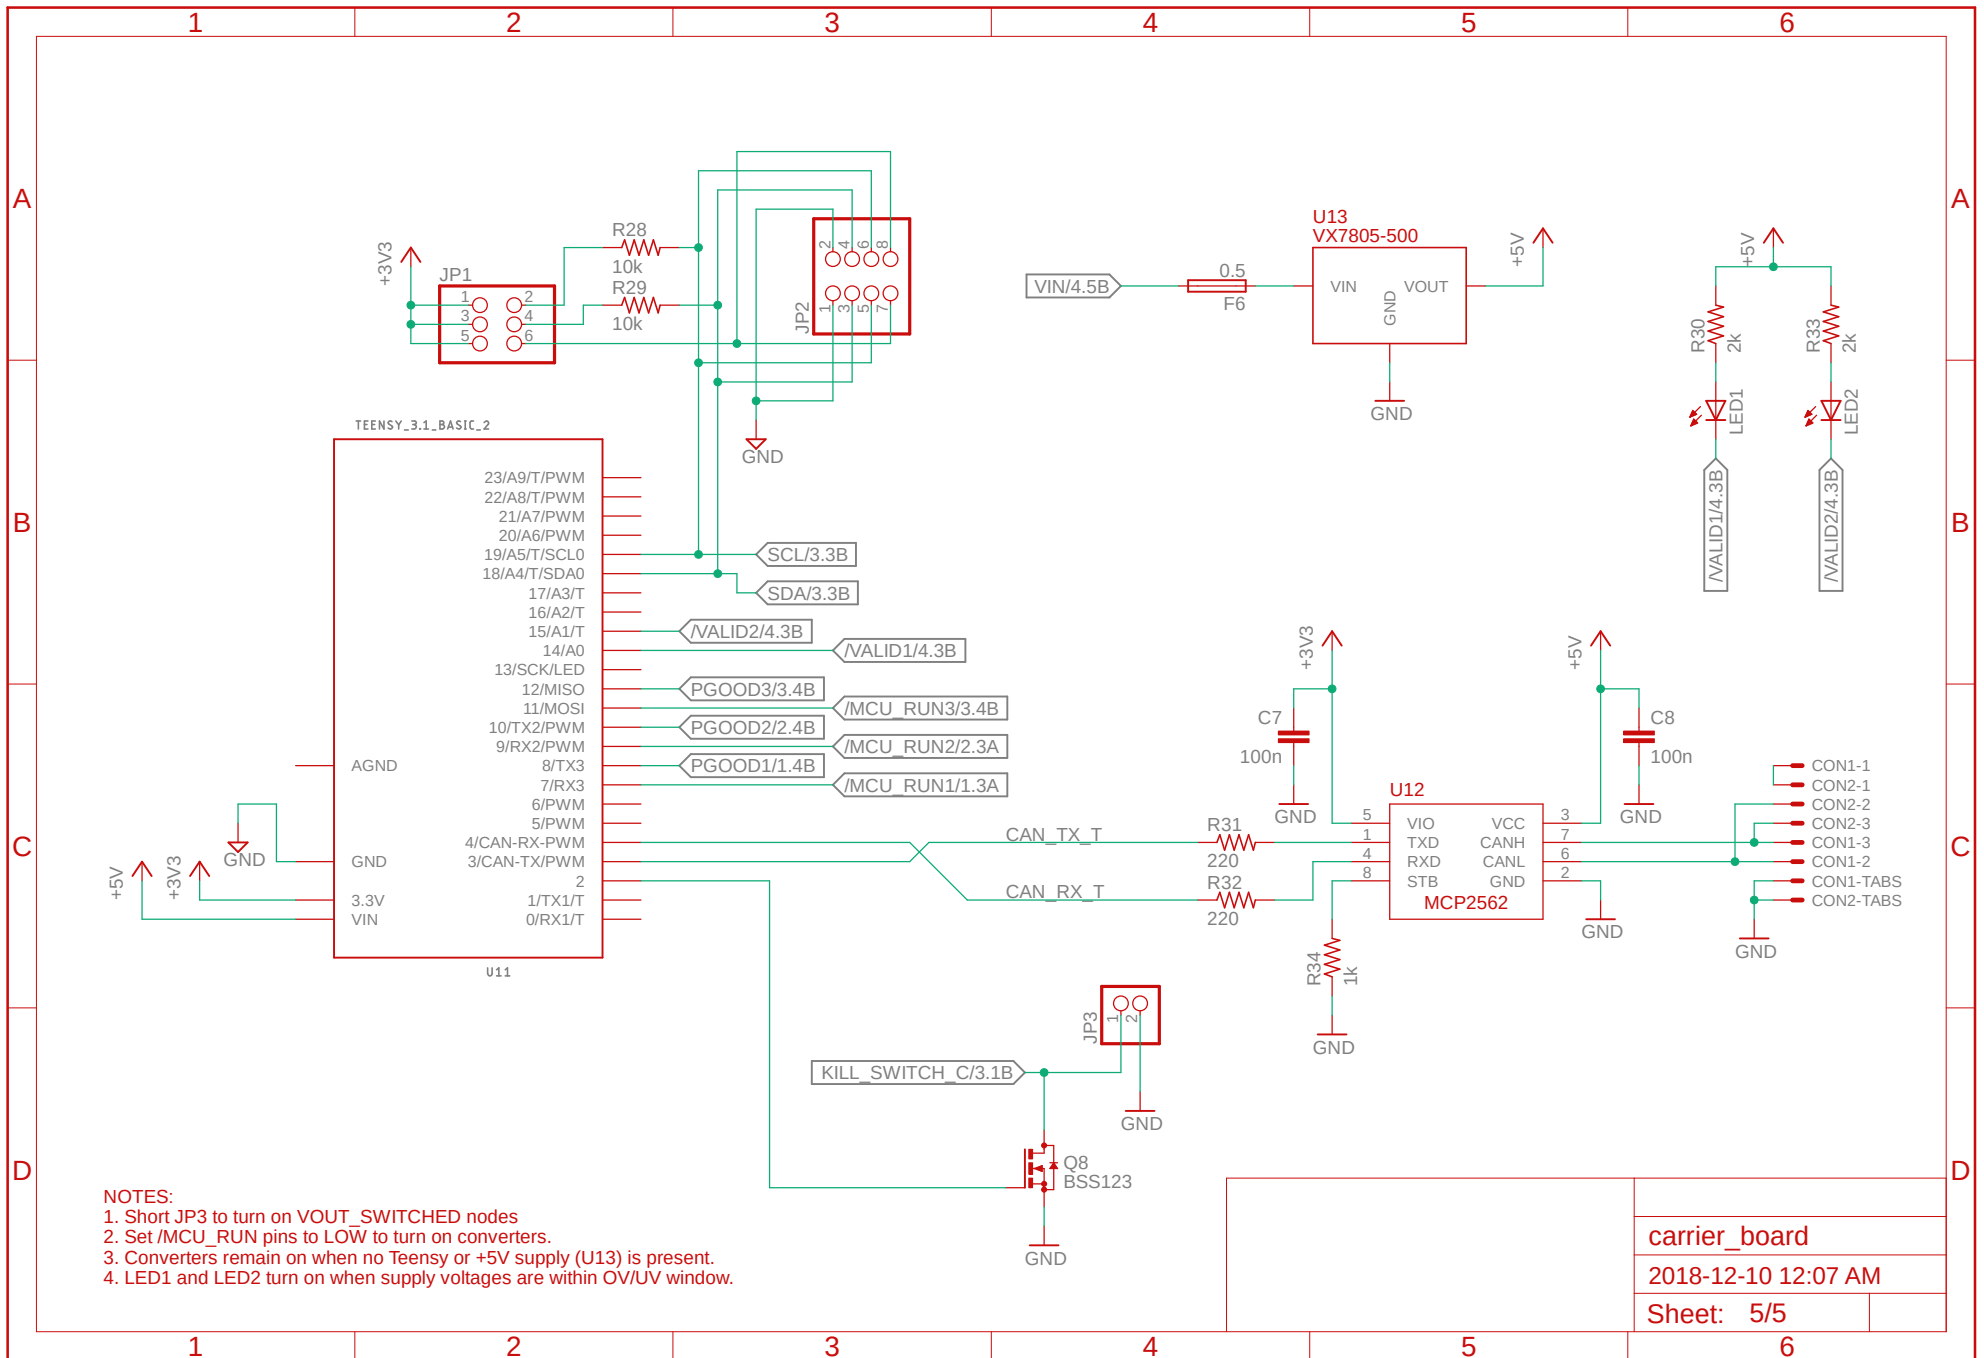 1 2 3 4 5 6
A
A
+3V3
JP1
1
2
3
4
5
6
R28
10k
R29
10k
JP2
2 4 6 8
1 3 5 7
GND
VIN/4.5B
0.5
F6
U13
VX7805-500
VIN
GND
VOUT
+5V
GND
+5V
R30
2k
R33
2k
LED1
LED2
/VALID1/4.3B
/VALID2/4.3B
B
B
TEENSY_3.1_BASIC_2
23/A9/T/PWM
22/A8/T/PWM
21/A7/PWM
20/A6/PWM
19/A5/T/SCL0
18/A4/T/SDA0
17/A3/T
16/A2/T
15/A1/T
14/A0
13/SCK/LED
12/MISO
11/MOSI
10/TX2/PWM
9/RX2/PWM
8/TX3
7/RX3
6/PWM
5/PWM
4/CAN-RX-PWM
3/CAN-TX/PWM
2
1/TX1/T
0/RX1/T
AGND
GND
3.3V
VIN
U11
GND
+5V
+3V3
SCL/3.3B
SDA/3.3B
/VALID2/4.3B
/VALID1/4.3B
PGOOD3/3.4B
/MCU_RUN3/3.4B
PGOOD2/2.4B
/MCU_RUN2/2.3A
PGOOD1/1.4B
/MCU_RUN1/1.3A
CAN_TX_T
CAN_RX_T
R31
220
R32
220
+3V3
C7
100n
GND
+5V
C8
100n
GND
U12
5 VIO
1 TXD
4 RXD
8 STB
VCC 3
CANH 7
CANL 6
GND 2
MCP2562
GND
R34
1k
GND
CON1-1
CON2-1
CON2-2
CON2-3
CON1-3
CON1-2
CON1-TABS
CON2-TABS
GND
C
C
JP3
1
2
KILL_SWITCH_C/3.1B
GND
Q8
BSS123
GND
D
D
NOTES:
1. Short JP3 to turn on VOUT_SWITCHED nodes
2. Set /MCU_RUN pins to LOW to turn on converters.
3. Converters remain on when no Teensy or +5V supply (U13) is present.
4. LED1 and LED2 turn on when supply voltages are within OV/UV window.
carrier_board
2018-12-10 12:07 AM
Sheet: 5/5
1 2 3 4 5 6